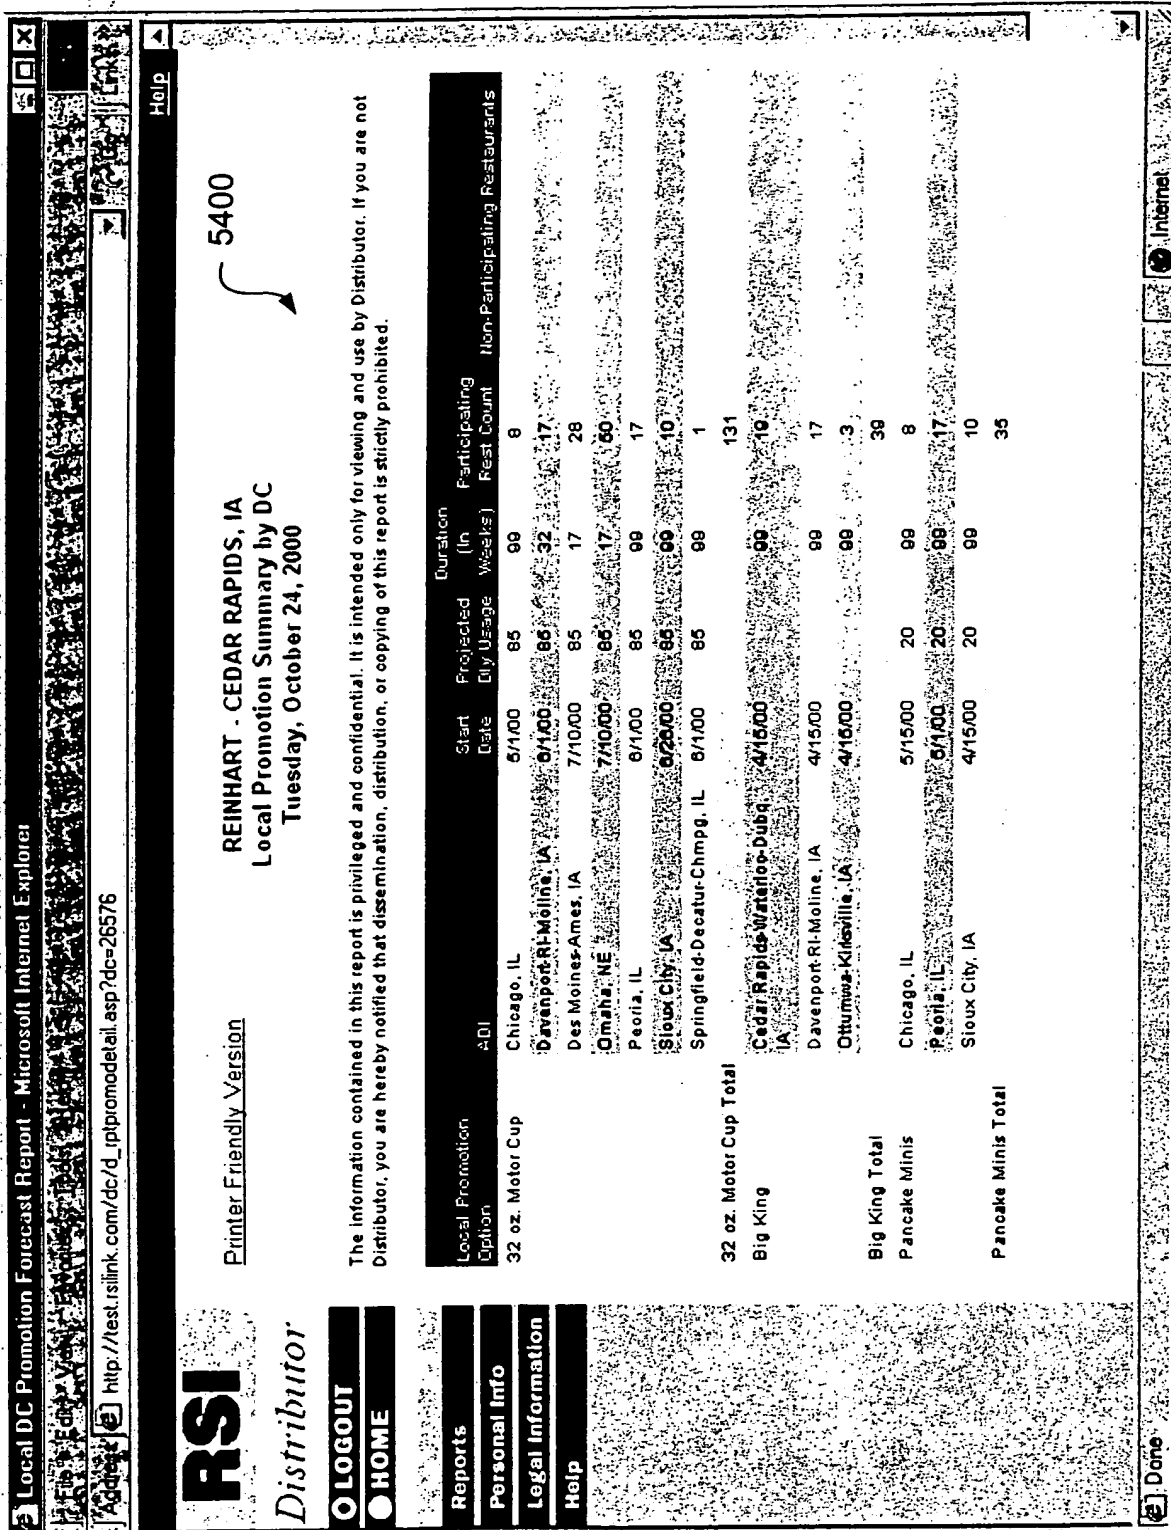 Local DC Promotion Forecast Report - Microsoft Internet Explorer
File Edit View Favorites Tools
Address http://test.rsilink.com/dc/d_rptpromodetail.asp?dc=26576 Go Links
Help
RSI
Distributor
LOGOUT
HOME
Reports
Personal Info
Legal Information
Help
Printer Friendly Version
REINHART - CEDAR RAPIDS, IA
Local Promotion Summary by DC
Tuesday, October 24, 2000
5400
The information contained in this report is privileged and confidential. It is intended only for viewing and use by Distributor. If you are not
Distributor, you are hereby notified that dissemination, distribution, or copying of this report is strictly prohibited.
Local Promotion Option ADI Start Date Projected Dly Usage Duration (In Weeks) Participating Rest Count Non-Participating Restaurants
32 oz. Motor Cup Chicago, IL 6/1/00 85 99 8
Davenport-RI-Moline, IA 6/1/00 85 32 17
Des Moines-Ames, IA 7/10/00 85 17 28
Omaha, NE 7/10/00 85 17 50
Peoria, IL 6/1/00 85 99 17
Sioux City, IA 6/26/00 85 99 10
Springfield-Decatur-Chmpg, IL 6/1/00 85 99 1
32 oz. Motor Cup Total 131
Big King Cedar Rapids-Waterloo-Dubq, IA 4/15/00 99 19
Davenport-RI-Moline, IA 4/15/00 99 17
Ottumwa-Kirksville, IA 4/15/00 99 3
Big King Total 39
Pancake Minis Chicago, IL 5/15/00 20 99 8
Peoria, IL 6/1/00 20 99 17
Sioux City, IA 4/15/00 20 99 10
Pancake Minis Total 35
Done Internet